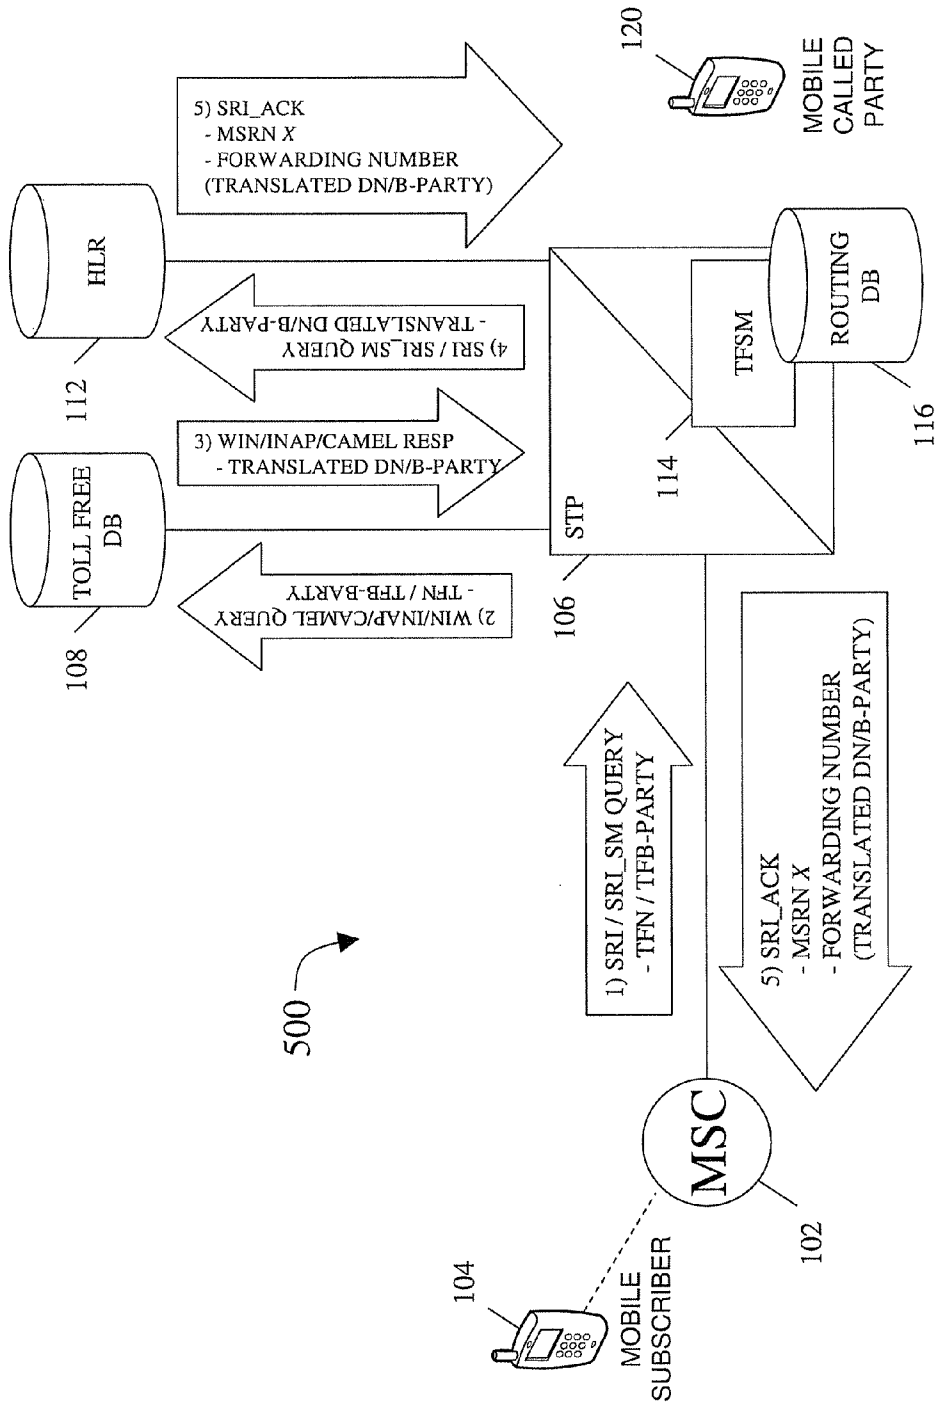 5) SRI_ACK
- MSRN X
- FORWARDING NUMBER
(TRANSLATED DN/B-PARTY)
120
MOBILE
CALLED
PARTY
HLR
112
4) SRI / SRI_SM QUERY
- TRANSLATED DN/B-PARTY
TFSM
ROUTING
DB
116
114
3) WIN/INAP/CAMEL RESP
- TRANSLATED DN/B-PARTY
TOLL FREE
DB
108
2) WIN/INAP/CAMEL QUERY
- TFN / TFB-BARTY
STP
106
1) SRI / SRI_SM QUERY
- TFN / TFB-PARTY
5) SRI_ACK
- MSRN X
- FORWARDING NUMBER
(TRANSLATED DN/B-PARTY)
500
MSC
102
104
MOBILE
SUBSCRIBER